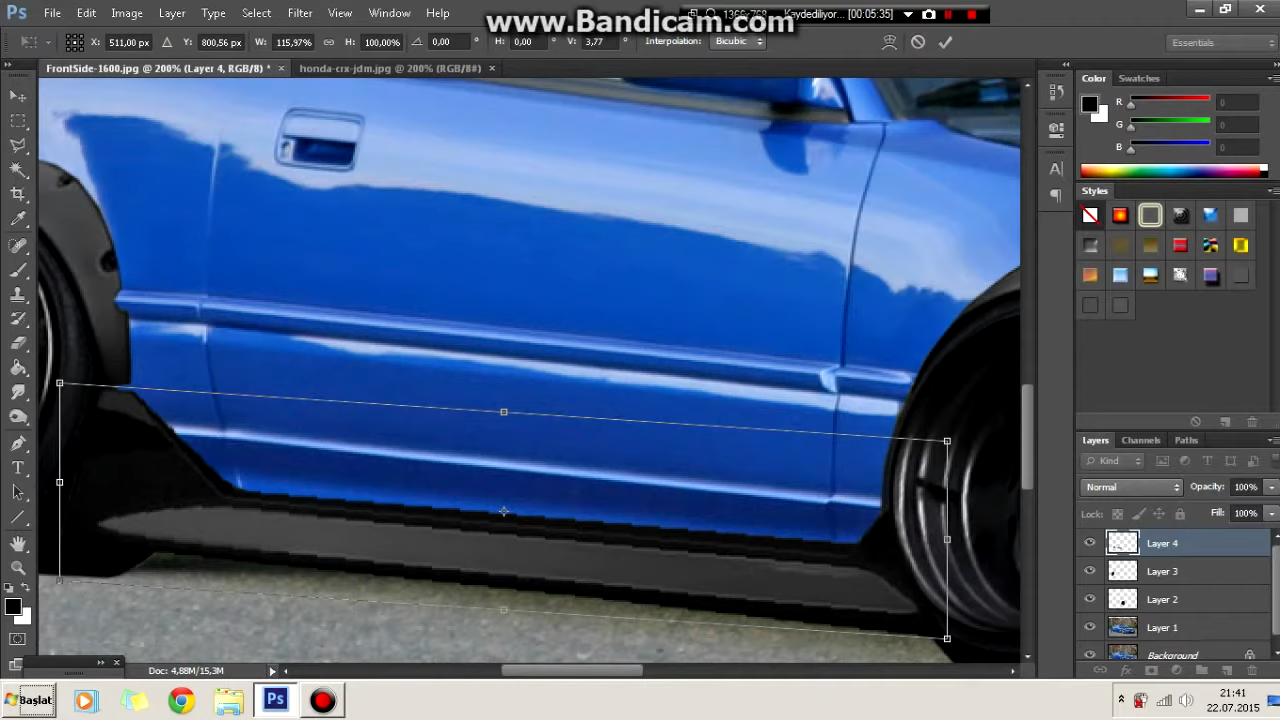 www.Bandicam.com
1366x768 Kaydediliyor... [00:05:35]
Ps File Edit Image Layer Type Select Filter View Window Help
X: 511,00 px Y: 800,56 px W: 115,97% H: 100,00% 0,00 ° H: 0,00 ° V: 3,77 ° Interpolation: Bicubic Essentials
FrontSide-1600.jpg @ 200% (Layer 4, RGB/8) * × honda-crx-jdm.jpg @ 200% (RGB/8#) ×
Color Swatches
R 0
G 0
B 0
Styles
Layers Channels Paths
Kind
Normal Opacity: 100%
Lock: Fill: 100%
Layer 4
Layer 3
Layer 2
Layer 1
Background
200% Doc: 4,88M/15,3M
Başlat Ps 21:41
22.07.2015